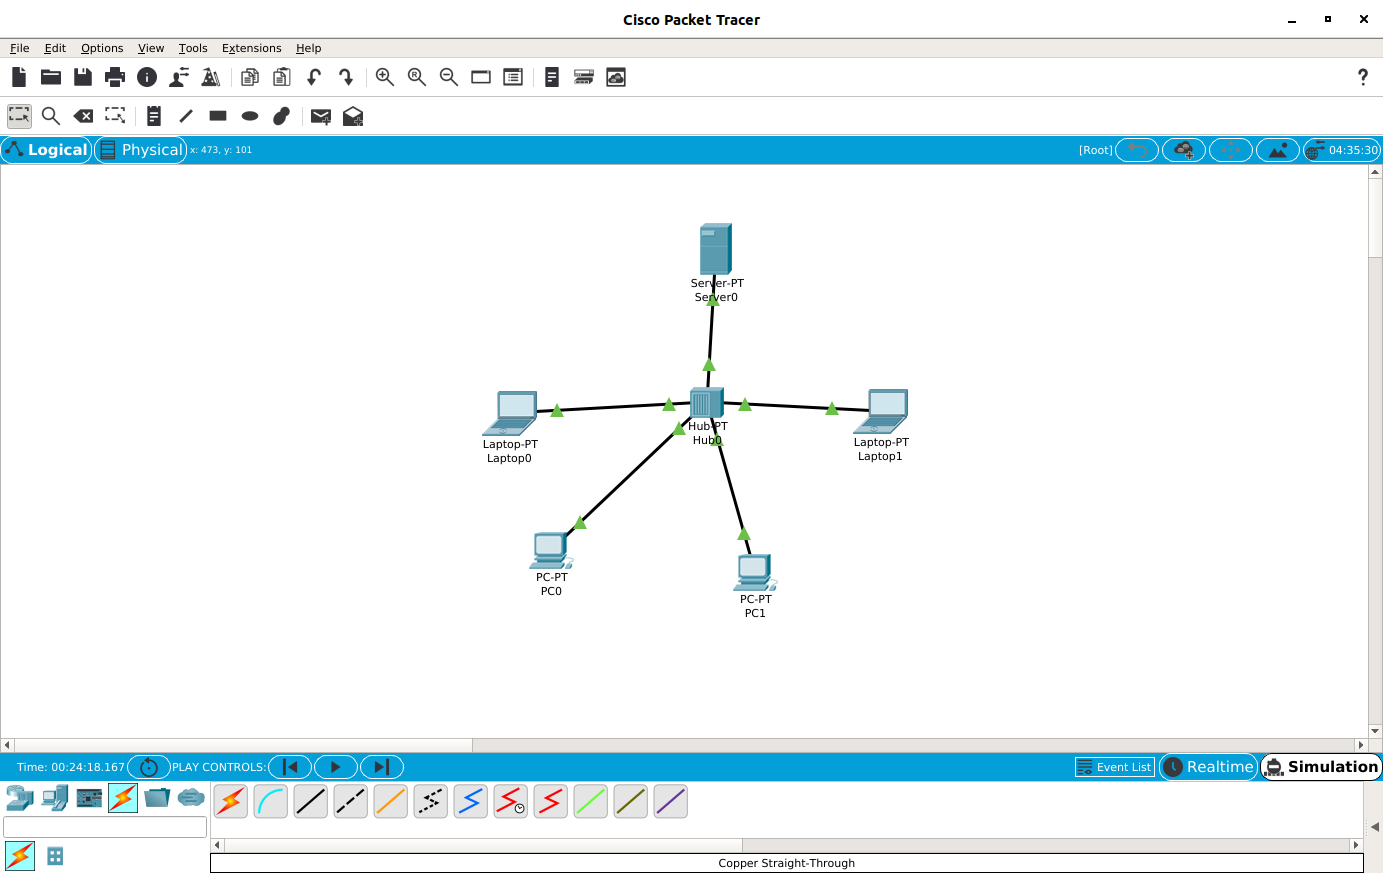 Cisco Packet Tracer
File Edit Options View Tools Extensions Help
R
?
Logical Physical x: 473, y: 101 [Root] 04:35:30
Server-PT
Server0
Hub-PT
Hub0
Laptop-PT
Laptop0
Laptop-PT
Laptop1
PC-PT
PC0
PC-PT
PC1
Time: 00:24:18.167 PLAY CONTROLS: Event List Realtime Simulation
Copper Straight-Through